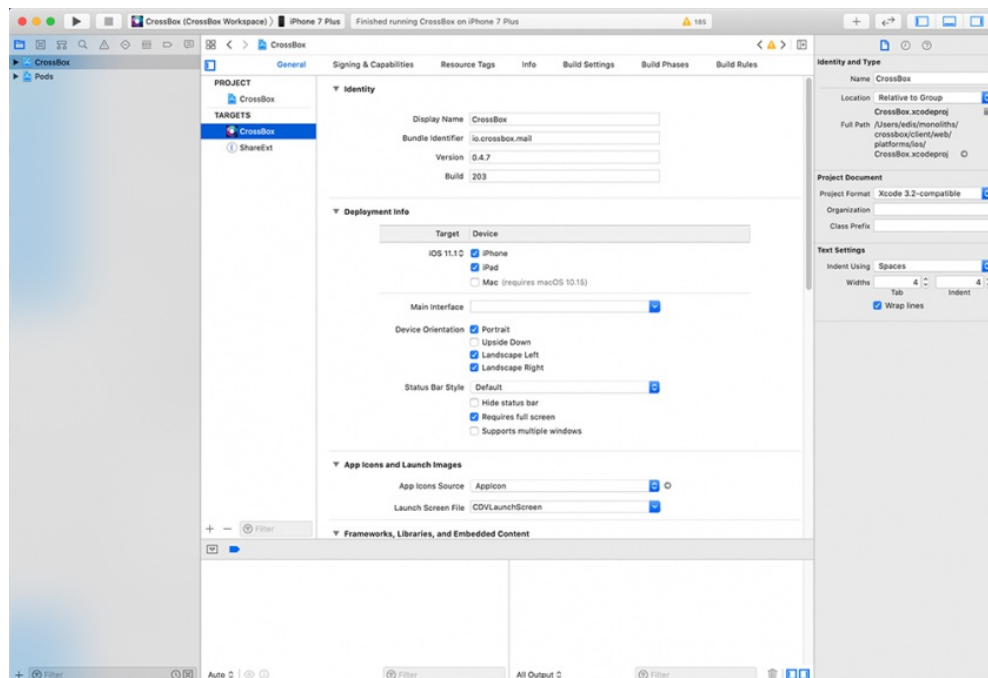 CrossBox (CrossBox Workspace) ⟩ iPhone 7 Plus
Finished running CrossBox on iPhone 7 Plus
185
CrossBox
Pods
CrossBox
General
Signing & Capabilities
Resource Tags
Info
Build Settings
Build Phases
Build Rules
PROJECT
CrossBox
TARGETS
CrossBox
ShareExt
Filter
Identity
Display Name CrossBox
Bundle Identifier io.crossbox.mail
Version 0.4.7
Build 203
Deployment Info
Target Device
iOS 11.1 iPhone
iPad
Mac (requires macOS 10.15)
Main Interface
Device Orientation Portrait
Upside Down
Landscape Left
Landscape Right
Status Bar Style Default
Hide status bar
Requires full screen
Supports multiple windows
App Icons and Launch Images
App Icons Source AppIcon
Launch Screen File CDVLaunchScreen
Frameworks, Libraries, and Embedded Content
Identity and Type
Name CrossBox
Location Relative to Group
CrossBox.xcodeproj
Full Path /Users/edis/monoliths/
crossbox/client/web/
platforms/ios/
CrossBox.xcodeproj
Project Document
Project Format Xcode 3.2-compatible
Organization
Class Prefix
Text Settings
Indent Using Spaces
Widths 4 4
Tab Indent
Wrap lines
Filter
Auto
Filter
All Output
Filter